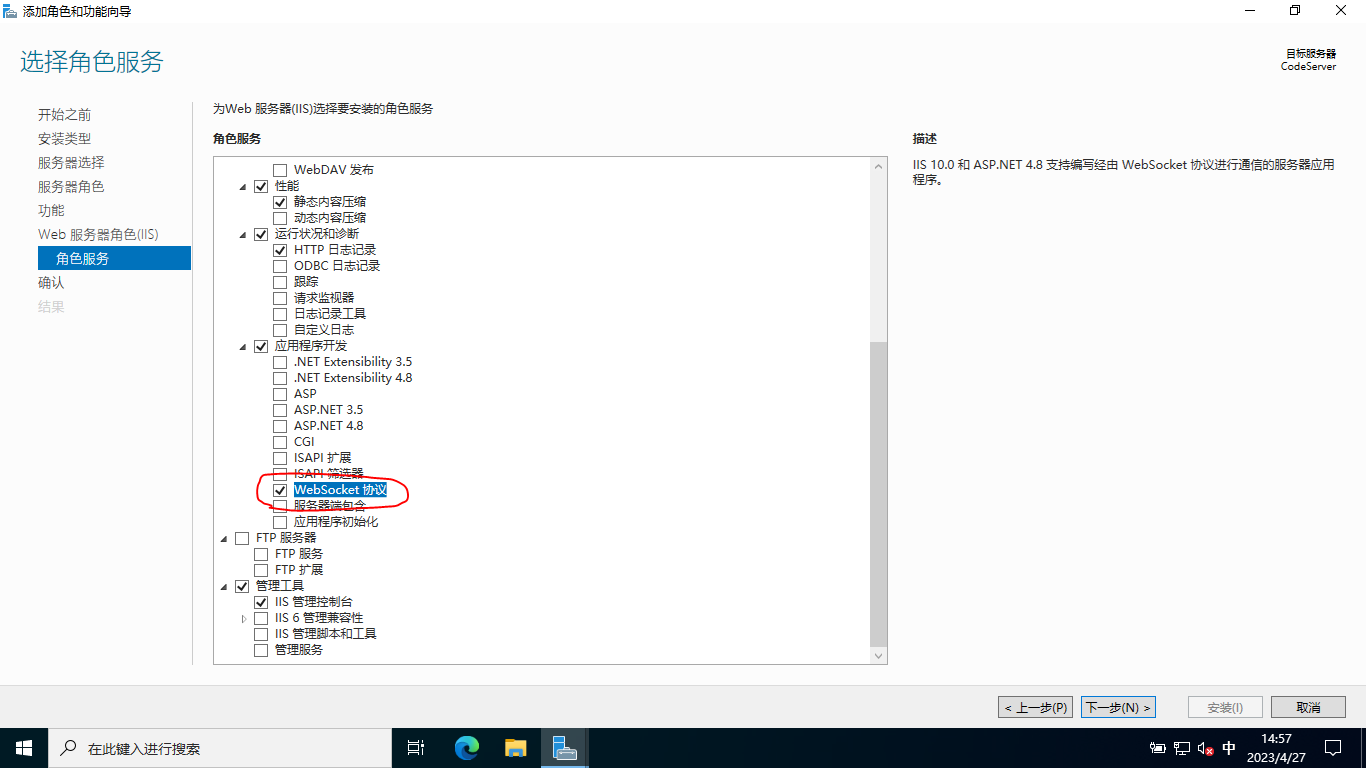 添加角色和功能向导
选择角色服务
目标服务器
CodeServer
开始之前
安装类型
服务器选择
服务器角色
功能
Web 服务器角色(IIS)
角色服务
确认
结果
为Web 服务器(IIS)选择要安装的角色服务
角色服务
WebDAV 发布
性能
静态内容压缩
动态内容压缩
运行状况和诊断
HTTP 日志记录
ODBC 日志记录
跟踪
请求监视器
日志记录工具
自定义日志
应用程序开发
.NET Extensibility 3.5
.NET Extensibility 4.8
ASP
ASP.NET 3.5
ASP.NET 4.8
CGI
ISAPI 扩展
ISAPI 筛选器
WebSocket 协议
服务器端包含
应用程序初始化
FTP 服务器
FTP 服务
FTP 扩展
管理工具
IIS 管理控制台
IIS 6 管理兼容性
IIS 管理脚本和工具
管理服务
描述
IIS 10.0 和 ASP.NET 4.8 支持编写经由 WebSocket 协议进行通信的服务器应用
程序。
< 上一步(P)
下一步(N) >
安装(I)
取消
在此键入进行搜索
中
14:57
2023/4/27